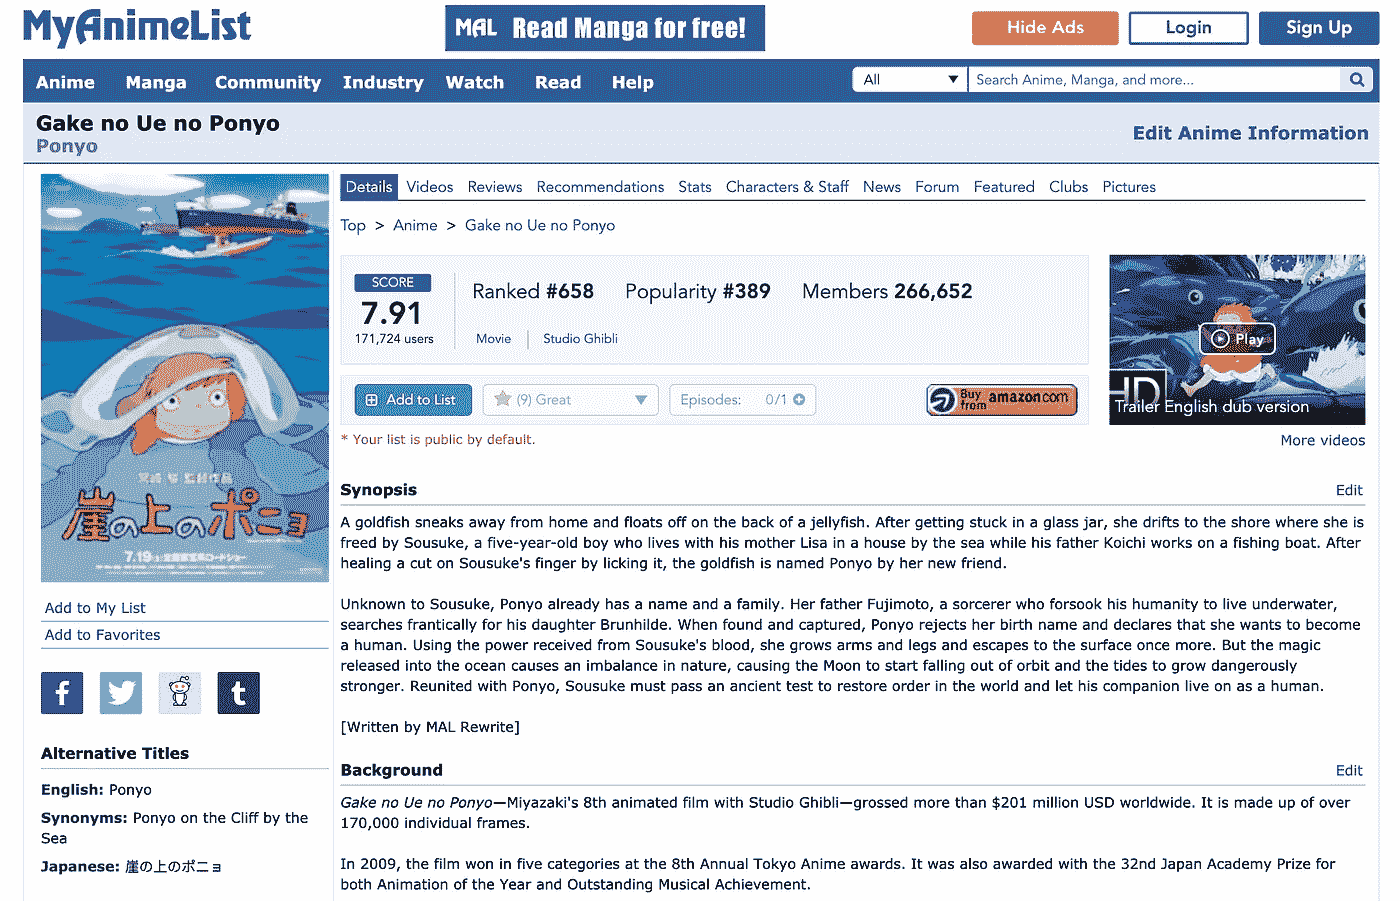 MyAnimeList
MAL Read Manga for free!
Hide Ads
Login
Sign Up
Anime Manga Community Industry Watch Read Help
All
Search Anime, Manga, and more...
Gake no Ue no Ponyo
Ponyo
Edit Anime Information
Details Videos Reviews Recommendations Stats Characters & Staff News Forum Featured Clubs Pictures
Top > Anime > Gake no Ue no Ponyo
SCORE
7.91
171,724 users
Ranked #658 Popularity #389 Members 266,652
Movie Studio Ghibli
Add to List
(9) Great
Episodes: 0/1
Buy from amazon.com
Play
HD
Trailer English dub version
* Your list is public by default.
More videos
崖の上のポニョ
7.19
Synopsis
Edit
A goldfish sneaks away from home and floats off on the back of a jellyfish. After getting stuck in a glass jar, she drifts to the shore where she is
freed by Sousuke, a five-year-old boy who lives with his mother Lisa in a house by the sea while his father Koichi works on a fishing boat. After
healing a cut on Sousuke's finger by licking it, the goldfish is named Ponyo by her new friend.
Unknown to Sousuke, Ponyo already has a name and a family. Her father Fujimoto, a sorcerer who forsook his humanity to live underwater,
searches frantically for his daughter Brunhilde. When found and captured, Ponyo rejects her birth name and declares that she wants to become
a human. Using the power received from Sousuke's blood, she grows arms and legs and escapes to the surface once more. But the magic
released into the ocean causes an imbalance in nature, causing the Moon to start falling out of orbit and the tides to grow dangerously
stronger. Reunited with Ponyo, Sousuke must pass an ancient test to restore order in the world and let his companion live on as a human.
[Written by MAL Rewrite]
Background
Edit
Gake no Ue no Ponyo—Miyazaki's 8th animated film with Studio Ghibli—grossed more than $201 million USD worldwide. It is made up of over
170,000 individual frames.
In 2009, the film won in five categories at the 8th Annual Tokyo Anime awards. It was also awarded with the 32nd Japan Academy Prize for
both Animation of the Year and Outstanding Musical Achievement.
Add to My List
Add to Favorites
Alternative Titles
English: Ponyo
Synonyms: Ponyo on the Cliff by the
Sea
Japanese: 崖の上のポニョ